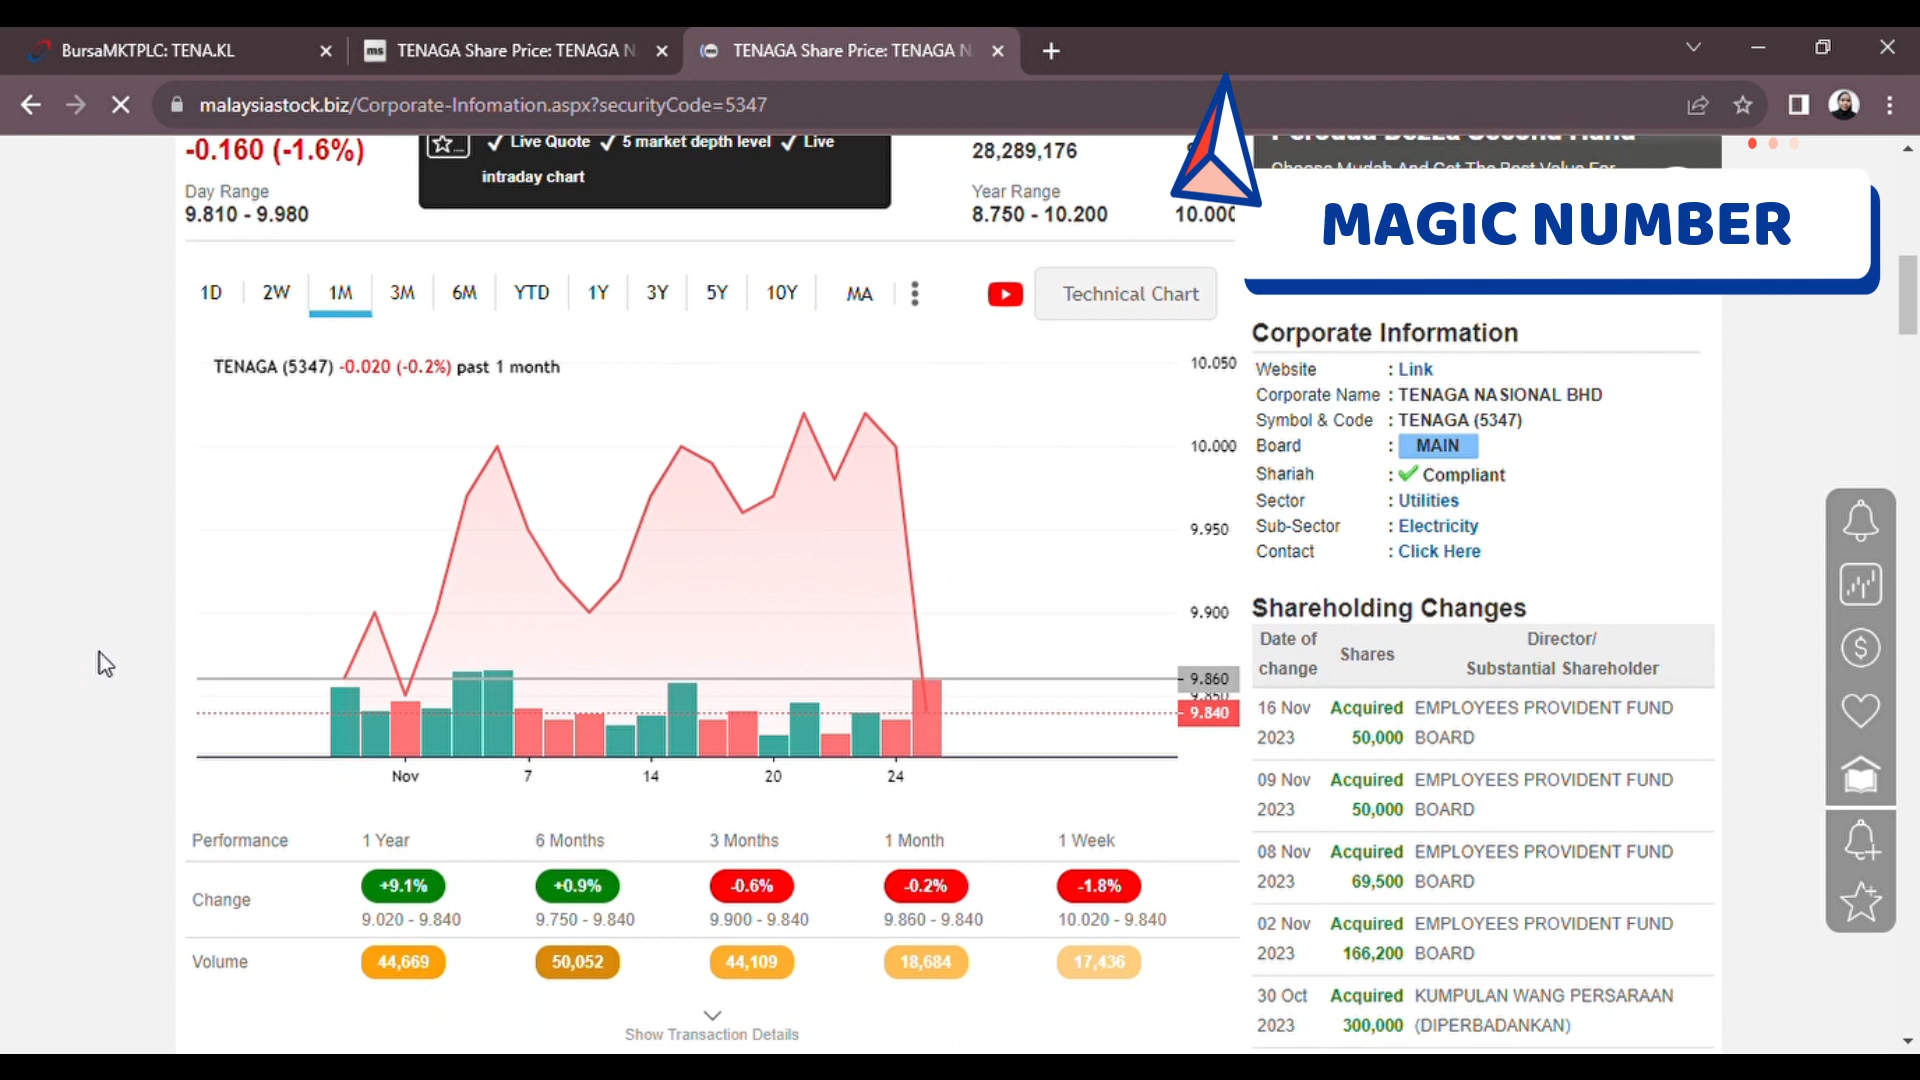 BursaMKTPLC: TENA.KL
ms TENAGA Share Price: TENAGA N
TENAGA Share Price: TENAGA N
malaysiastock.biz/Corporate-Infomation.aspx?securityCode=5347
-0.160 (-1.6%)
Day Range
9.810 - 9.980
✓ Live Quote ✓ 5 market depth level ✓ Live
intraday chart
28,289,176
Year Range
8.750 - 10.200
10.000
MAGIC NUMBER
1D 2W 1M 3M 6M YTD 1Y 3Y 5Y 10Y MA
Technical Chart
TENAGA (5347) -0.020 (-0.2%) past 1 month
10.050
10.000
9.950
9.900
9.860
9.850
9.840
Nov 7 14 20 24
Performance 1 Year 6 Months 3 Months 1 Month 1 Week
Change +9.1% +0.9% -0.6% -0.2% -1.8%
9.020 - 9.840 9.750 - 9.840 9.900 - 9.840 9.860 - 9.840 10.020 - 9.840
Volume 44,669 50,052 44,109 18,684 17,436
Show Transaction Details
Corporate Information
Website : Link
Corporate Name : TENAGA NASIONAL BHD
Symbol & Code : TENAGA (5347)
Board : MAIN
Shariah : Compliant
Sector : Utilities
Sub-Sector : Electricity
Contact : Click Here
Shareholding Changes
Date of change Shares Director/ Substantial Shareholder
16 Nov Acquired EMPLOYEES PROVIDENT FUND
2023 50,000 BOARD
09 Nov Acquired EMPLOYEES PROVIDENT FUND
2023 50,000 BOARD
08 Nov Acquired EMPLOYEES PROVIDENT FUND
2023 69,500 BOARD
02 Nov Acquired EMPLOYEES PROVIDENT FUND
2023 166,200 BOARD
30 Oct Acquired KUMPULAN WANG PERSARAAN
2023 300,000 (DIPERBADANKAN)